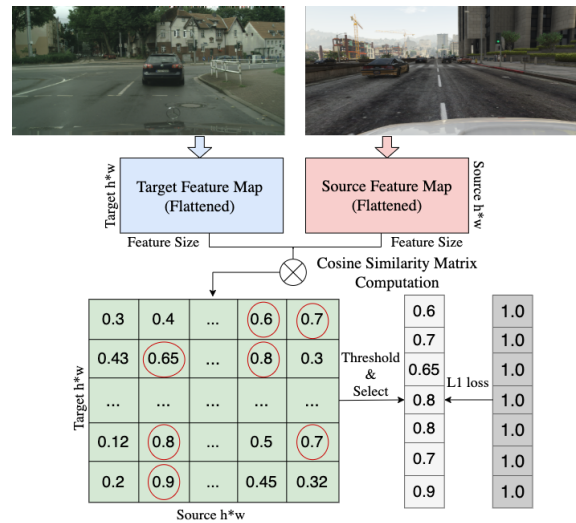 Target h*w
Target Feature Map
(Flattened)
Source Feature Map
(Flattened)
Source h*w
Feature Size
Feature Size
Cosine Similarity Matrix
Computation
0.3 0.4 ... 0.6 0.7
0.43 0.65 ... 0.8 0.3
... ... ... ... ...
0.12 0.8 ... 0.5 0.7
0.2 0.9 ... 0.45 0.32
Target h*w
Source h*w
Threshold
&
Select
0.6
0.7
0.65
0.8
0.8
0.7
0.9
L1 loss
1.0
1.0
1.0
1.0
1.0
1.0
1.0